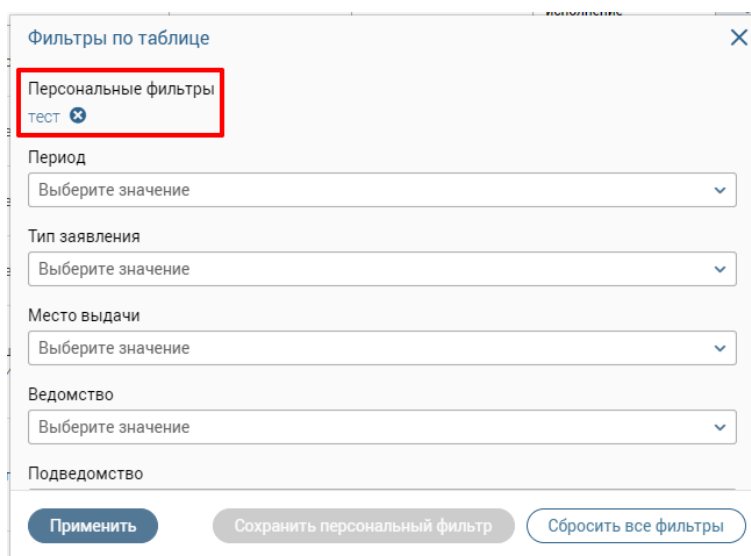 исполнение
Фильтры по таблице
Персональные фильтры
тест
Период
Выберите значение
Тип заявления
Выберите значение
Место выдачи
Выберите значение
Ведомство
Выберите значение
Подведомство
Применить
Сохранить персональный фильтр
Сбросить все фильтры